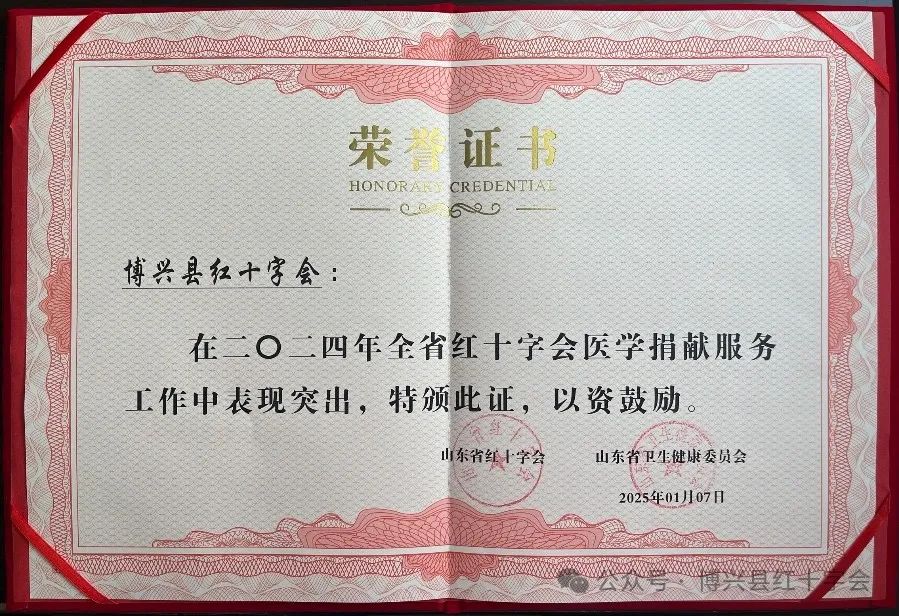 荣誉证书
HONORARY CREDENTIAL
博兴县红十字会：
在二〇二四年全省红十字会医学捐献服务
工作中表现突出，特颁此证，以资鼓励。
山东省红十字会 山东省卫生健康委员会
2025年01月07日
公众号·博兴县红十字会